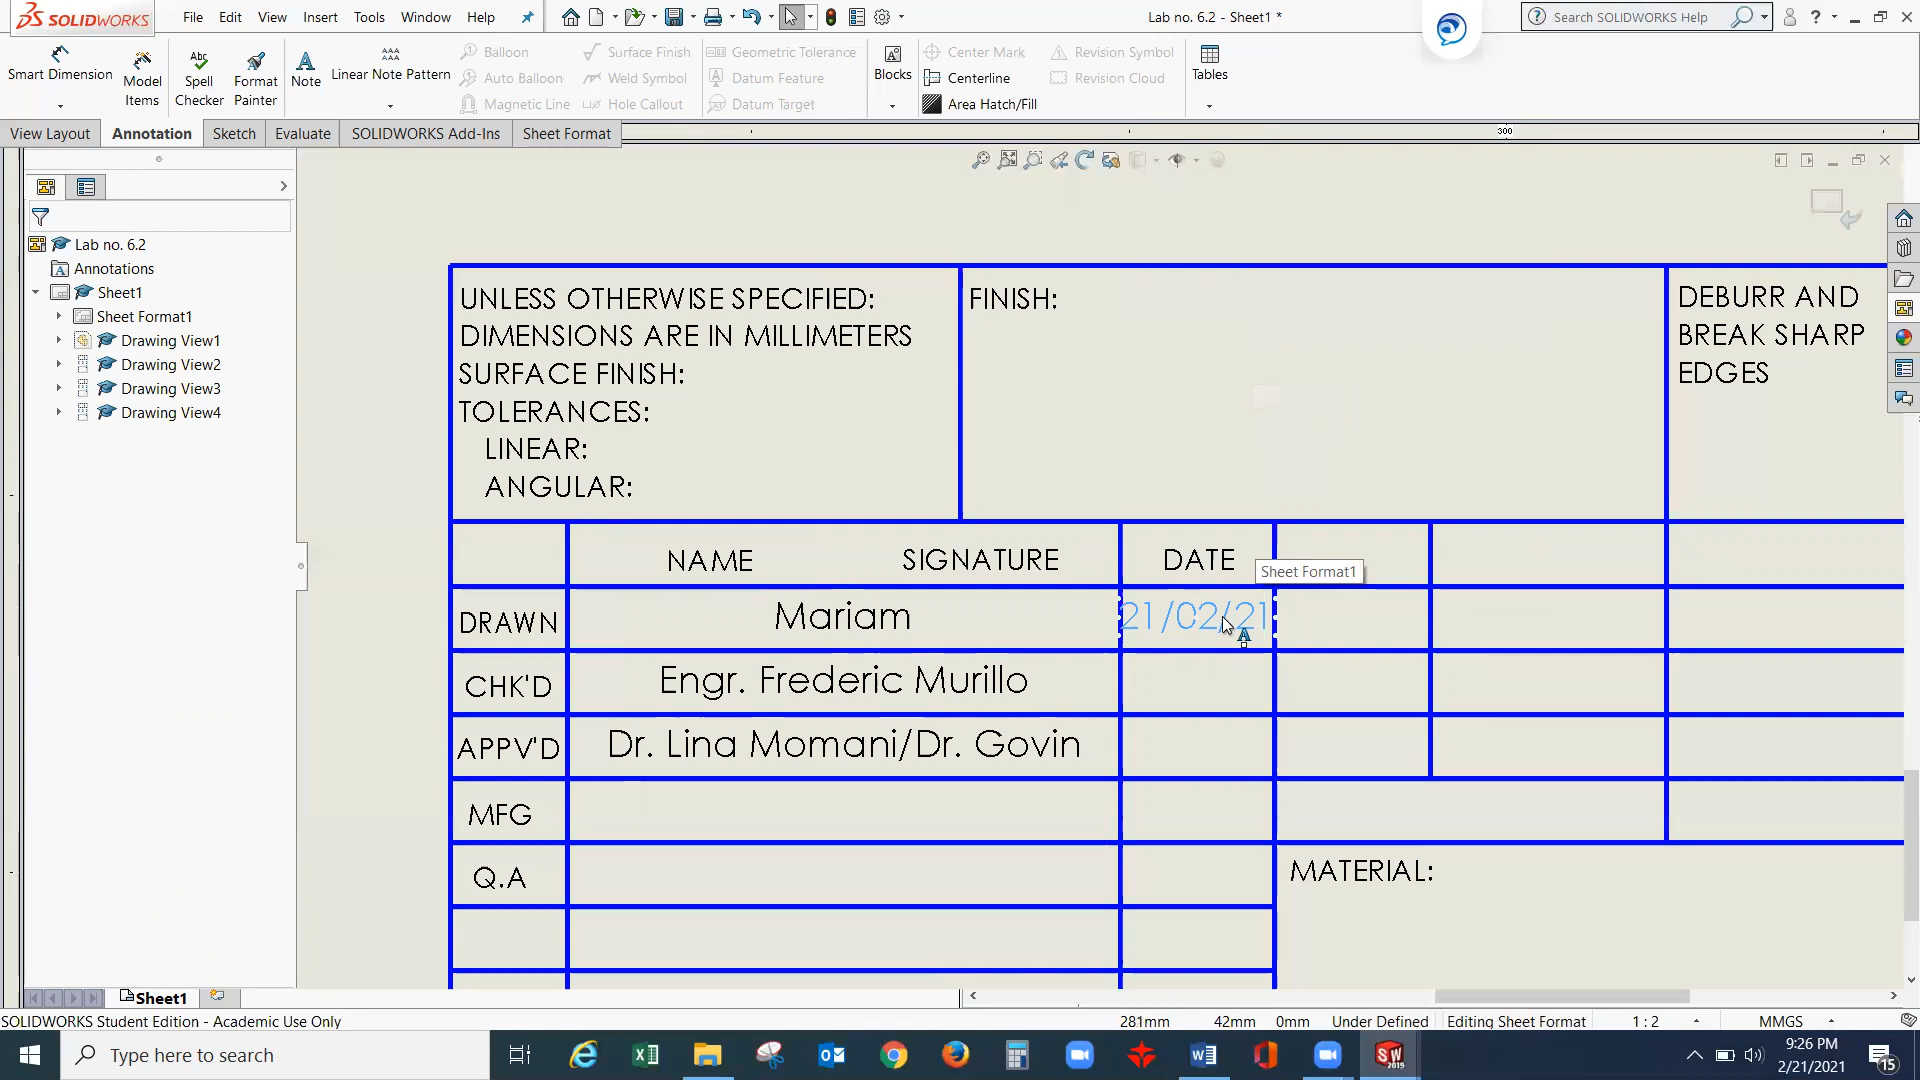 SOLIDWORKS
File
Edit
View
Insert
Tools
Window
Help
Lab no. 6.2 - Sheet1 *
Search SOLIDWORKS Help
Smart Dimension
Model Items
Spell Checker
Format Painter
Note
Linear Note Pattern
Balloon
Auto Balloon
Magnetic Line
Surface Finish
Weld Symbol
Hole Callout
Geometric Tolerance
Datum Feature
Datum Target
Blocks
Center Mark
Centerline
Area Hatch/Fill
Revision Symbol
Revision Cloud
Tables
View Layout
Annotation
Sketch
Evaluate
SOLIDWORKS Add-Ins
Sheet Format
300
Lab no. 6.2
Annotations
Sheet1
Sheet Format1
Drawing View1
Drawing View2
Drawing View3
Drawing View4
UNLESS OTHERWISE SPECIFIED:
DIMENSIONS ARE IN MILLIMETERS
SURFACE FINISH:
TOLERANCES:
LINEAR:
ANGULAR:
FINISH:
DEBURR AND
BREAK SHARP
EDGES
NAME
SIGNATURE
DATE
Sheet Format1
DRAWN
Mariam
21/02/21
CHK'D
Engr. Frederic Murillo
APPV'D
Dr. Lina Momani/Dr. Govin
MFG
Q.A
MATERIAL:
Sheet1
SOLIDWORKS Student Edition - Academic Use Only
281mm
42mm
0mm
Under Defined
Editing Sheet Format
1 : 2
MMGS
Type here to search
SW
2019
9:26 PM
2/21/2021
15